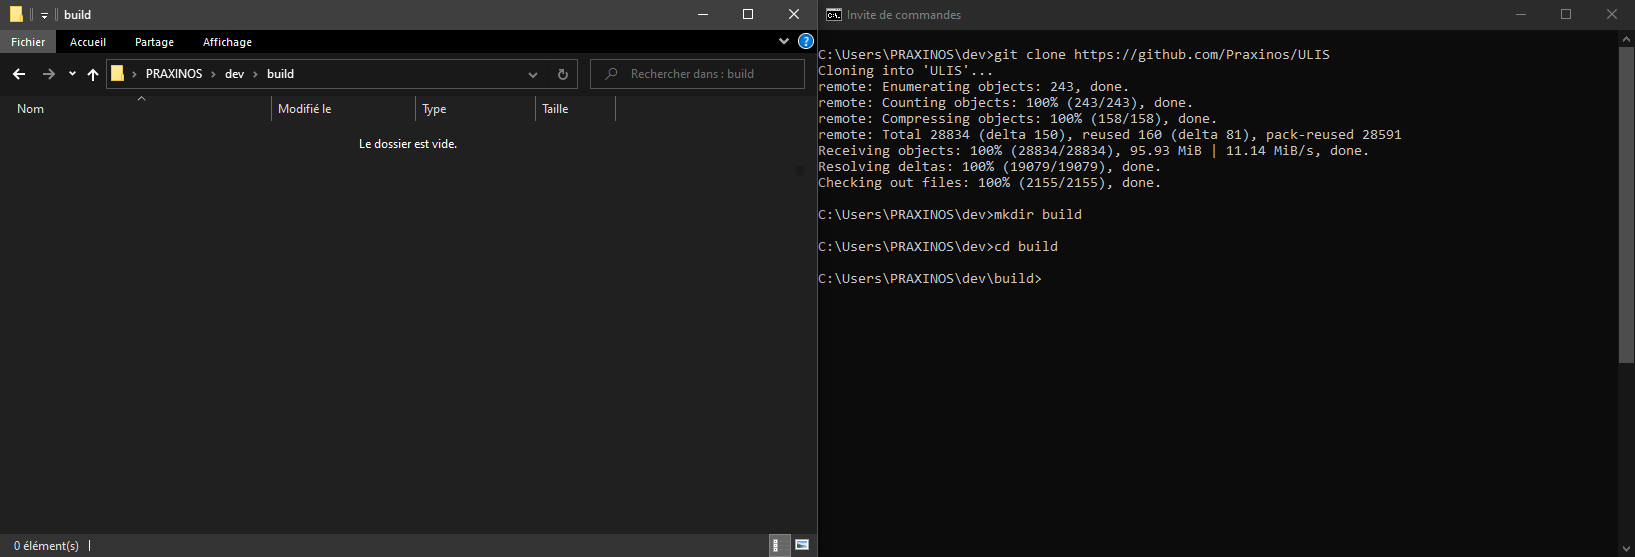 build
Fichier Accueil Partage Affichage
PRAXINOS dev build
Rechercher dans : build
Nom Modifié le Type Taille
Le dossier est vide.
0 élément(s)
Invite de commandes
C:\Users\PRAXINOS\dev>git clone https://github.com/Praxinos/ULIS
Cloning into 'ULIS'...
remote: Enumerating objects: 243, done.
remote: Counting objects: 100% (243/243), done.
remote: Compressing objects: 100% (158/158), done.
remote: Total 28834 (delta 150), reused 160 (delta 81), pack-reused 28591
Receiving objects: 100% (28834/28834), 95.93 MiB | 11.14 MiB/s, done.
Resolving deltas: 100% (19079/19079), done.
Checking out files: 100% (2155/2155), done.
C:\Users\PRAXINOS\dev>mkdir build
C:\Users\PRAXINOS\dev>cd build
C:\Users\PRAXINOS\dev\build>